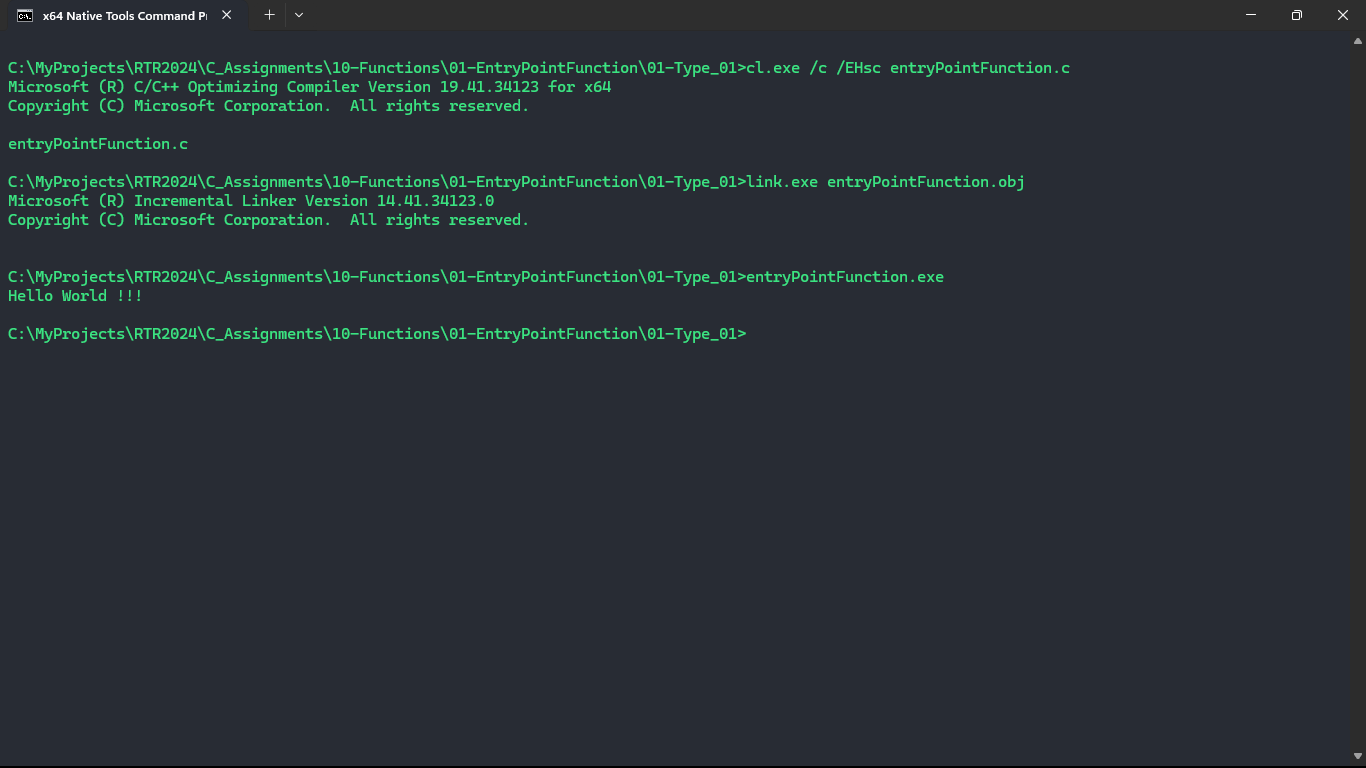 x64 Native Tools Command Pr
C:\MyProjects\RTR2024\C_Assignments\10-Functions\01-EntryPointFunction\01-Type_01>cl.exe /c /EHsc entryPointFunction.c
Microsoft (R) C/C++ Optimizing Compiler Version 19.41.34123 for x64
Copyright (C) Microsoft Corporation.  All rights reserved.
entryPointFunction.c
C:\MyProjects\RTR2024\C_Assignments\10-Functions\01-EntryPointFunction\01-Type_01>link.exe entryPointFunction.obj
Microsoft (R) Incremental Linker Version 14.41.34123.0
Copyright (C) Microsoft Corporation.  All rights reserved.
C:\MyProjects\RTR2024\C_Assignments\10-Functions\01-EntryPointFunction\01-Type_01>entryPointFunction.exe
Hello World !!!
C:\MyProjects\RTR2024\C_Assignments\10-Functions\01-EntryPointFunction\01-Type_01>